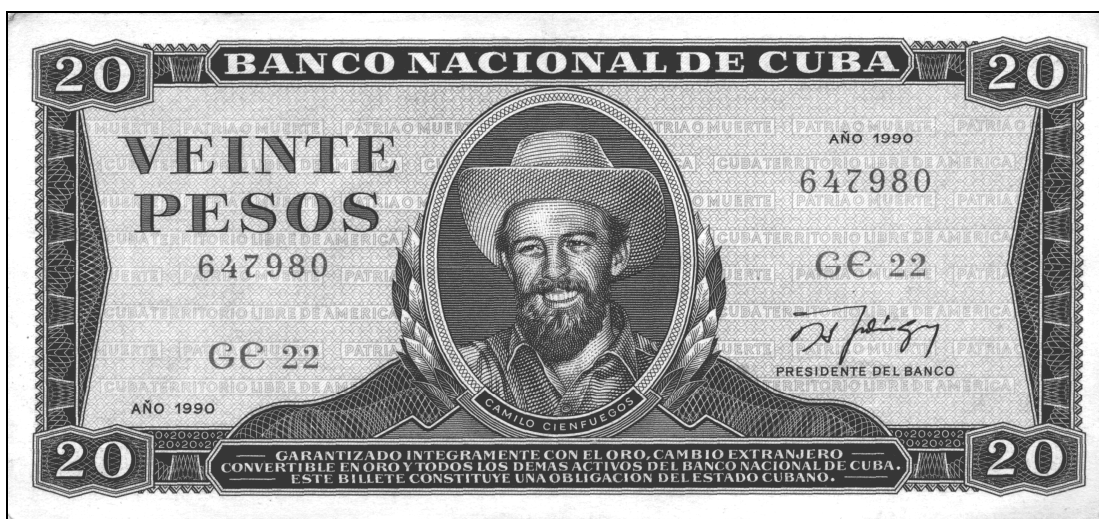 20 BANCO NACIONAL DE CUBA 20
VEINTE
PESOS
647980
GE 22
AÑO 1990
AÑO 1990
647980
GE 22
PRESIDENTE DEL BANCO
CAMILO CIENFUEGOS
PATRIA O MUERTE
CUBA TERRITORIO LIBRE DE AMERICA
20 20
GARANTIZADO INTEGRAMENTE CON EL ORO, CAMBIO EXTRANJERO
CONVERTIBLE EN ORO Y TODOS LOS DEMAS ACTIVOS DEL BANCO NACIONAL DE CUBA.
ESTE BILLETE CONSTITUYE UNA OBLIGACION DEL ESTADO CUBANO.